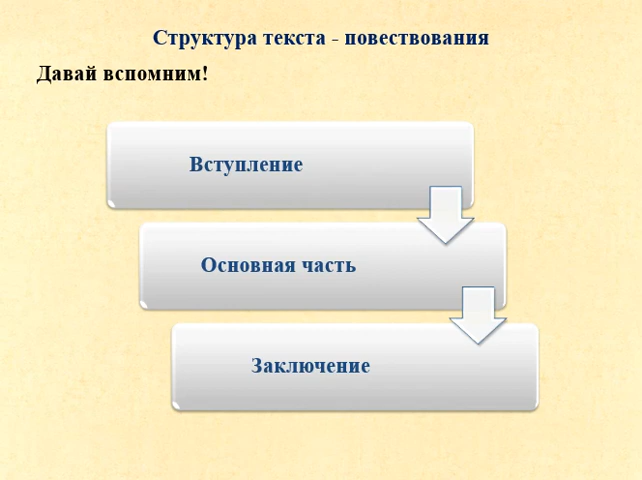 Структура текста - повествования
Давай вспомним!
Вступление
Основная часть
Заключение